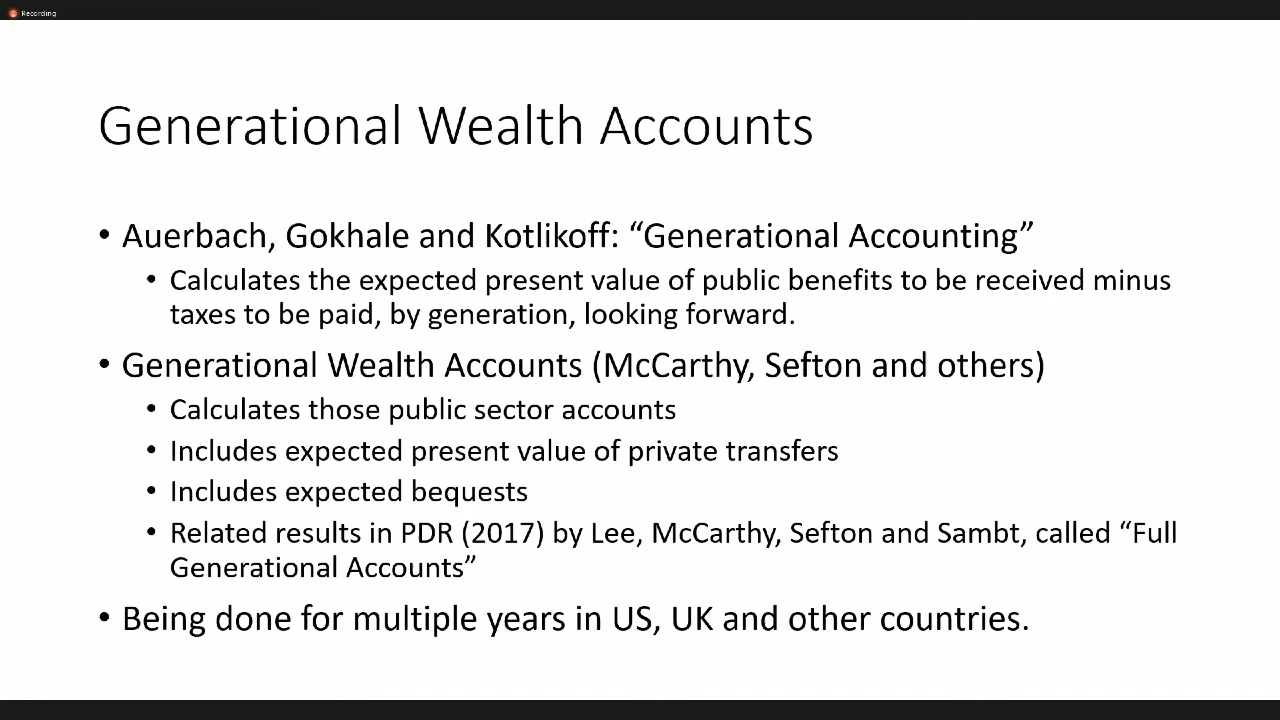 Recording
Generational Wealth Accounts
• Auerbach, Gokhale and Kotlikoff: “Generational Accounting”
• Calculates the expected present value of public benefits to be received minus
taxes to be paid, by generation, looking forward.
• Generational Wealth Accounts (McCarthy, Sefton and others)
• Calculates those public sector accounts
• Includes expected present value of private transfers
• Includes expected bequests
• Related results in PDR (2017) by Lee, McCarthy, Sefton and Sambt, called “Full
Generational Accounts”
• Being done for multiple years in US, UK and other countries.